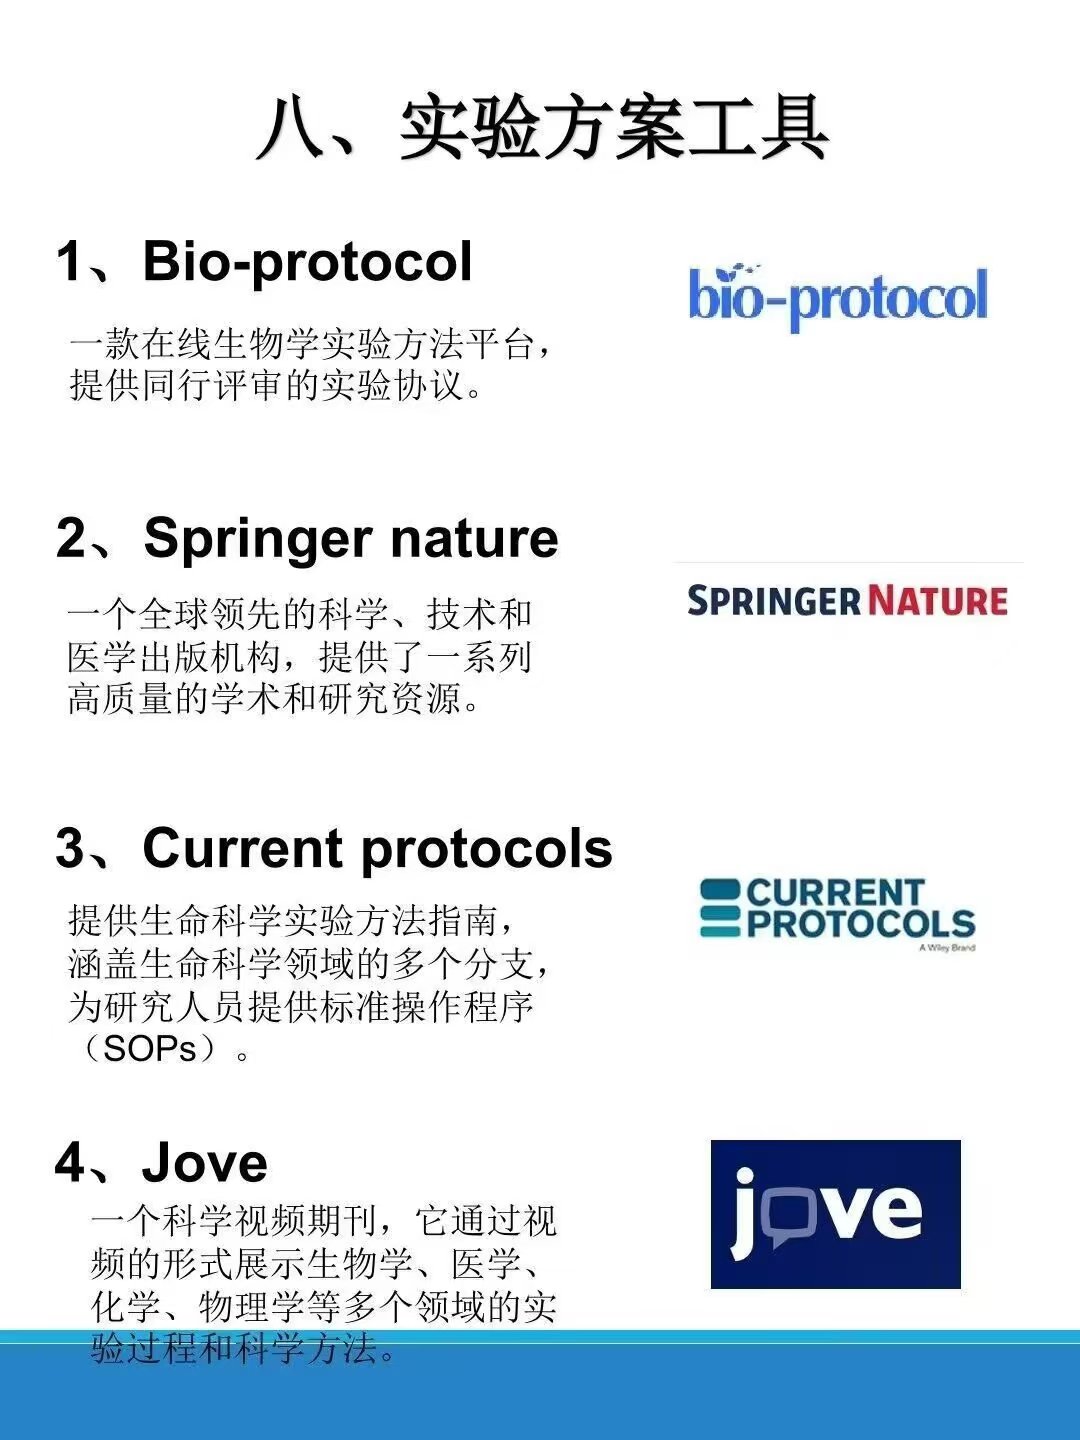 八、实验方案工具
1、Bio-protocol
bio-protocol
一款在线生物学实验方法平台，
提供同行评审的实验协议。
2、Springer nature
SPRINGER NATURE
一个全球领先的科学、技术和
医学出版机构，提供了一系列
高质量的学术和研究资源。
3、Current protocols
CURRENT
PROTOCOLS
A Wiley Brand
提供生命科学实验方法指南，
涵盖生命科学领域的多个分支，
为研究人员提供标准操作程序
（SOPs）。
4、Jove
jove
一个科学视频期刊，它通过视
频的形式展示生物学、医学、
化学、物理学等多个领域的实
验过程和科学方法。